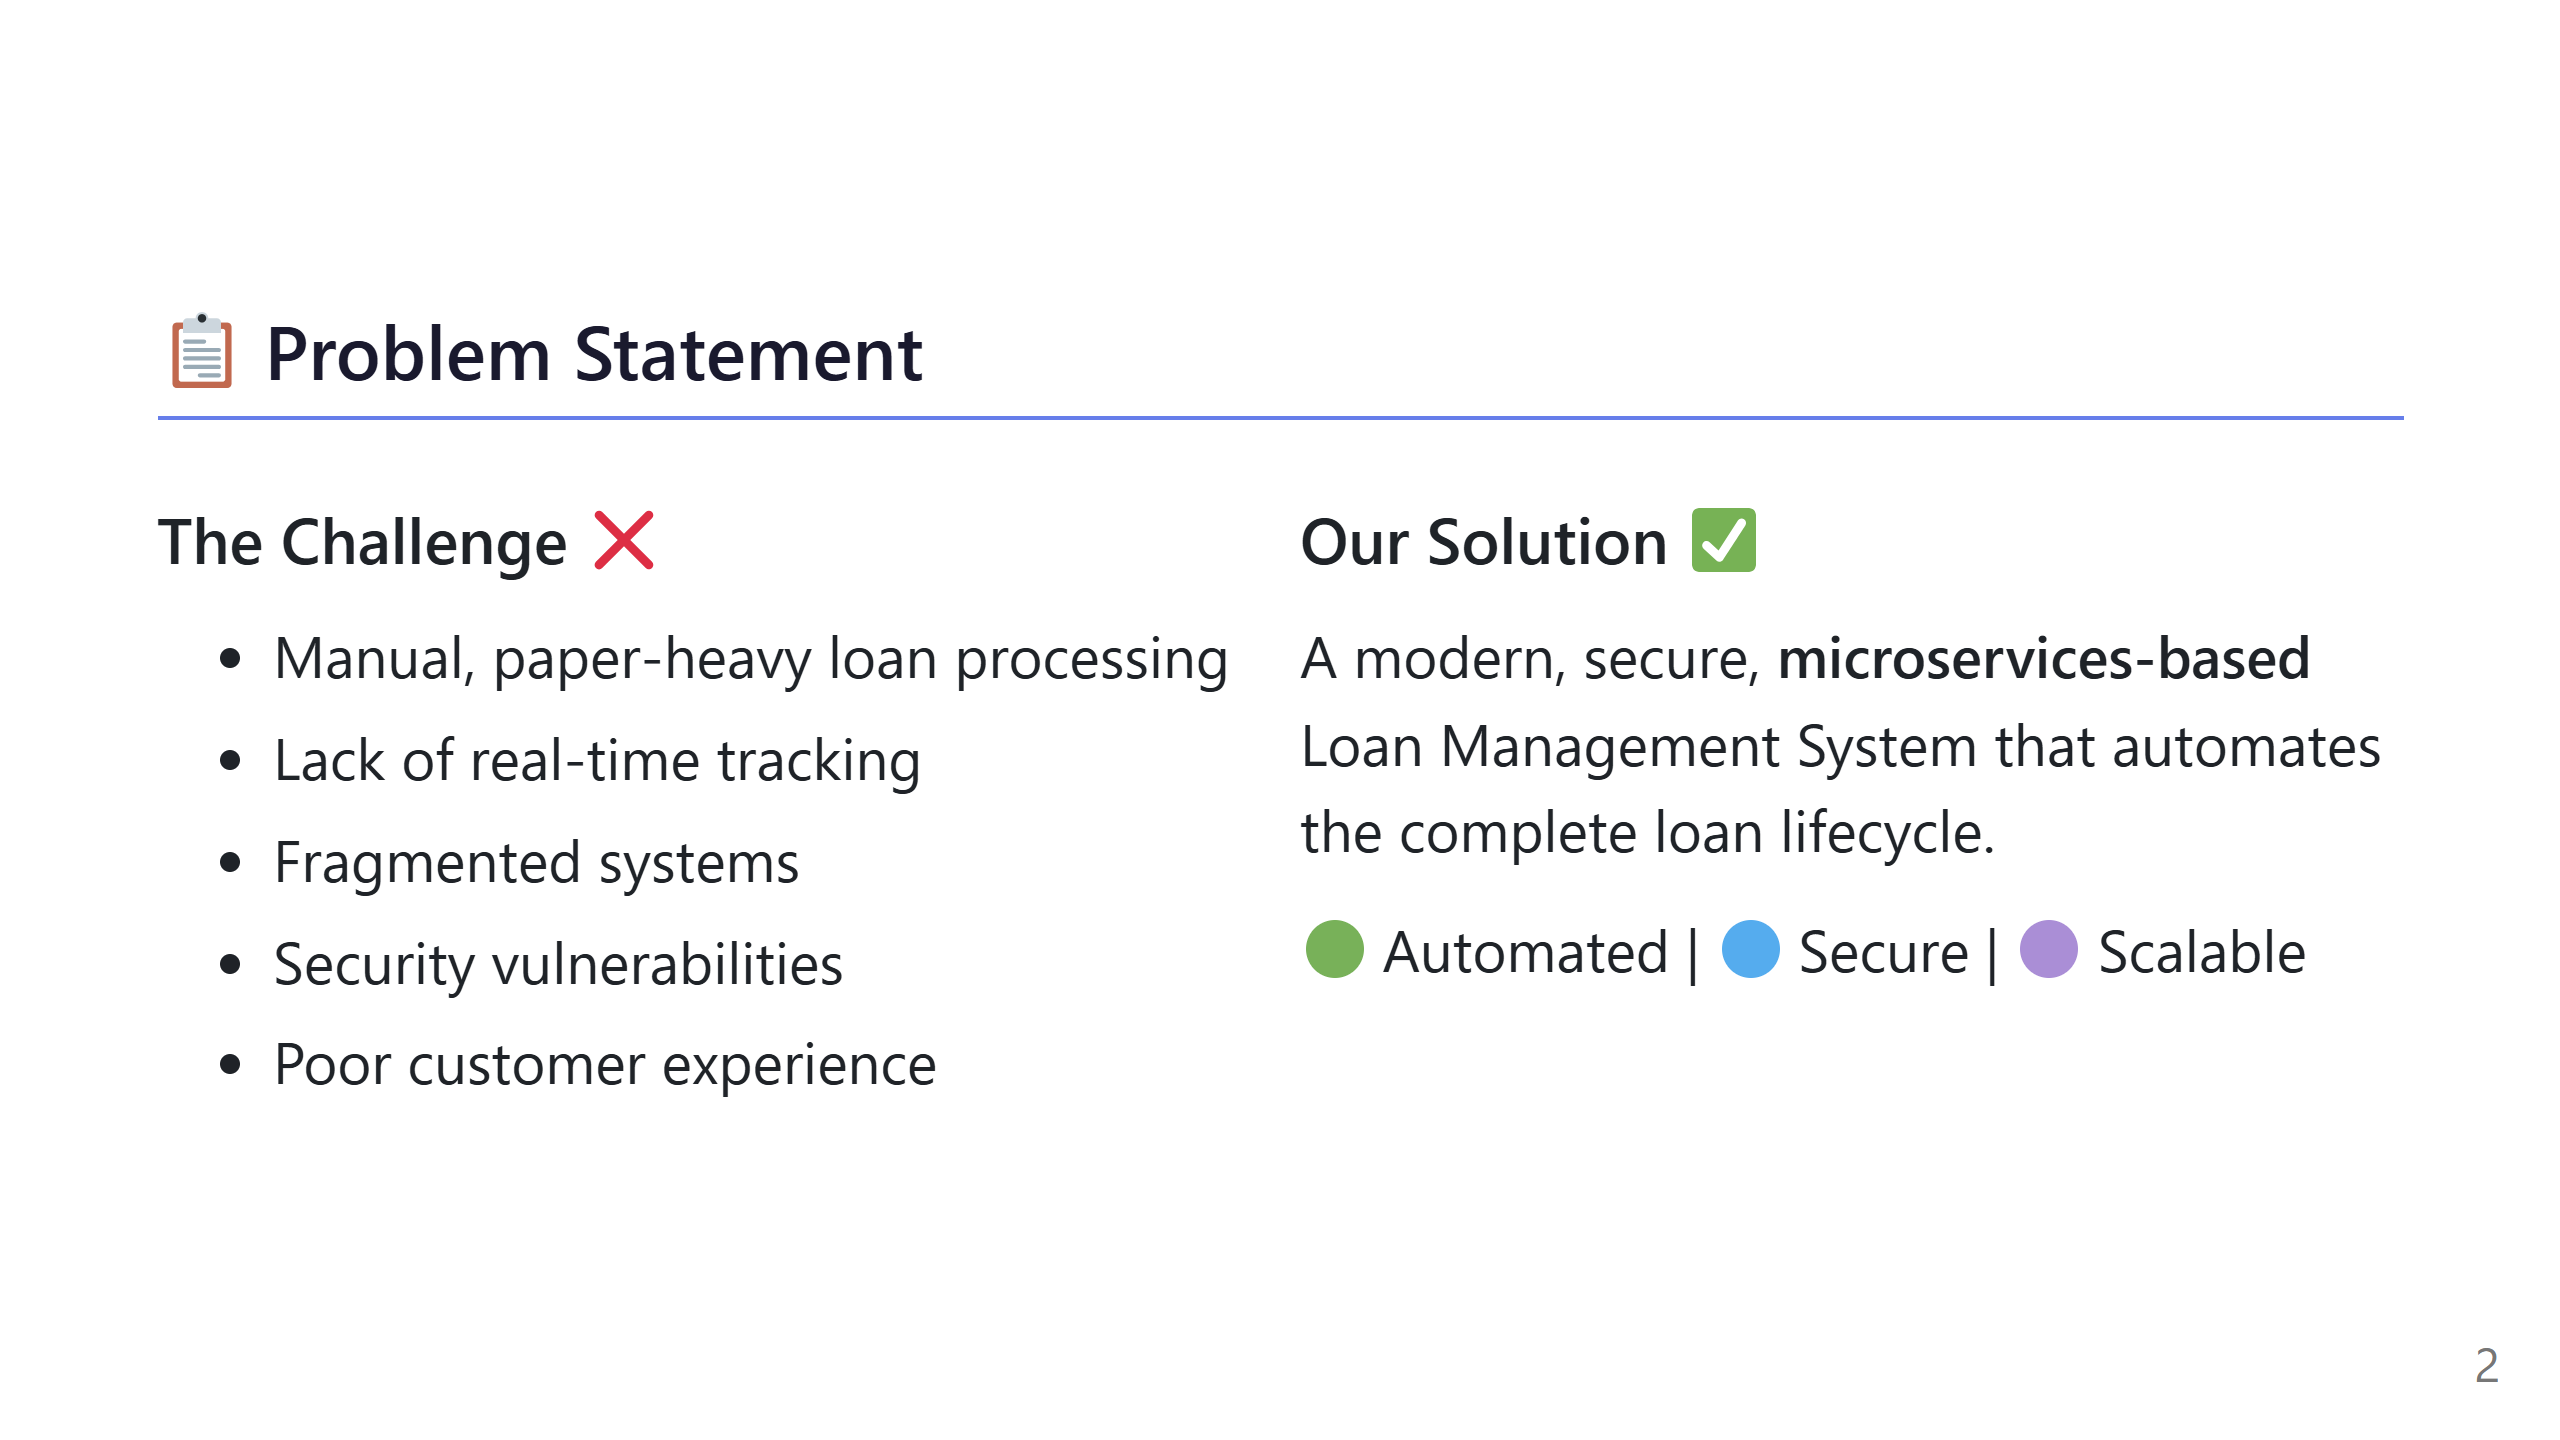 Problem Statement
The Challenge
• Manual, paper-heavy loan processing
• Lack of real-time tracking
• Fragmented systems
• Security vulnerabilities
• Poor customer experience
Our Solution
A modern, secure, microservices-based
Loan Management System that automates
the complete loan lifecycle.
Automated | Secure | Scalable
2